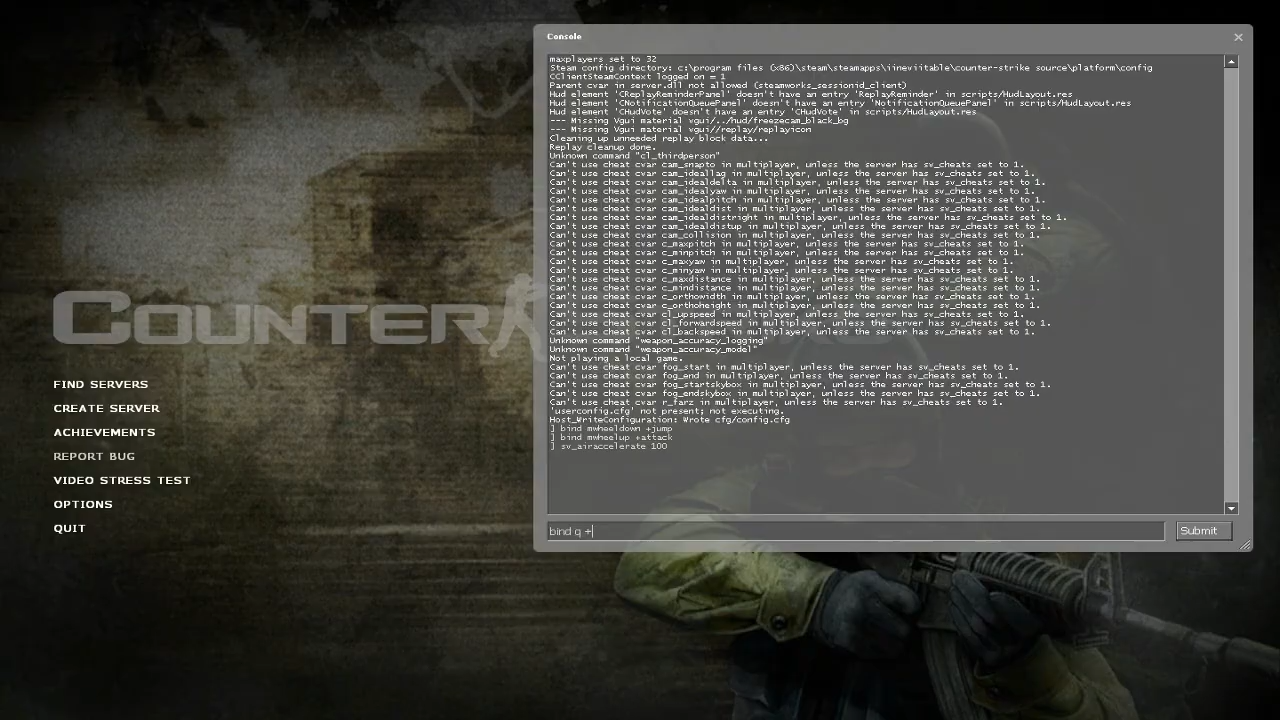 Console
maxplayers set to 32
Steam config directory: c:\program files (x86)\steam\steamapps\iineviitable\counter-strike source\platform\config
CClientSteamContext logged on = 1
Parent cvar in server.dll not allowed (steamworks_sessionid_client)
Hud element 'CReplayReminderPanel' doesn't have an entry 'ReplayReminder' in scripts/HudLayout.res
Hud element 'CNotificationQueuePanel' doesn't have an entry 'NotificationQueuePanel' in scripts/HudLayout.res
Hud element 'CHudVote' doesn't have an entry 'CHudVote' in scripts/HudLayout.res
--- Missing Vgui material vgui/../hud/freezecam_black_bg
--- Missing Vgui material vgui//replay/replayicon
Cleaning up unneeded replay block data...
Replay cleanup done.
Unknown command "cl_thirdperson"
Can't use cheat cvar cam_snapto in multiplayer, unless the server has sv_cheats set to 1.
Can't use cheat cvar cam_ideallag in multiplayer, unless the server has sv_cheats set to 1.
Can't use cheat cvar cam_idealdelta in multiplayer, unless the server has sv_cheats set to 1.
Can't use cheat cvar cam_idealyaw in multiplayer, unless the server has sv_cheats set to 1.
Can't use cheat cvar cam_idealpitch in multiplayer, unless the server has sv_cheats set to 1.
Can't use cheat cvar cam_idealdist in multiplayer, unless the server has sv_cheats set to 1.
Can't use cheat cvar cam_idealdistright in multiplayer, unless the server has sv_cheats set to 1.
Can't use cheat cvar cam_idealdistup in multiplayer, unless the server has sv_cheats set to 1.
Can't use cheat cvar cam_collision in multiplayer, unless the server has sv_cheats set to 1.
Can't use cheat cvar c_maxpitch in multiplayer, unless the server has sv_cheats set to 1.
Can't use cheat cvar c_minpitch in multiplayer, unless the server has sv_cheats set to 1.
Can't use cheat cvar c_maxyaw in multiplayer, unless the server has sv_cheats set to 1.
Can't use cheat cvar c_minyaw in multiplayer, unless the server has sv_cheats set to 1.
Can't use cheat cvar c_maxdistance in multiplayer, unless the server has sv_cheats set to 1.
Can't use cheat cvar c_mindistance in multiplayer, unless the server has sv_cheats set to 1.
Can't use cheat cvar c_orthowidth in multiplayer, unless the server has sv_cheats set to 1.
Can't use cheat cvar c_orthoheight in multiplayer, unless the server has sv_cheats set to 1.
Can't use cheat cvar cl_upspeed in multiplayer, unless the server has sv_cheats set to 1.
Can't use cheat cvar cl_forwardspeed in multiplayer, unless the server has sv_cheats set to 1.
Can't use cheat cvar cl_backspeed in multiplayer, unless the server has sv_cheats set to 1.
Unknown command "weapon_accuracy_logging"
Unknown command "weapon_accuracy_model"
Not playing a local game.
Can't use cheat cvar fog_start in multiplayer, unless the server has sv_cheats set to 1.
Can't use cheat cvar fog_end in multiplayer, unless the server has sv_cheats set to 1.
Can't use cheat cvar fog_startskybox in multiplayer, unless the server has sv_cheats set to 1.
Can't use cheat cvar fog_endskybox in multiplayer, unless the server has sv_cheats set to 1.
Can't use cheat cvar r_farz in multiplayer, unless the server has sv_cheats set to 1.
'userconfig.cfg' not present; not executing.
Host_WriteConfiguration: Wrote cfg/config.cfg
] bind mwheeldown +jump
] bind mwheelup +attack
] sv_airaccelerate 100
bind q +
Submit
COUNTER
FIND SERVERS
CREATE SERVER
ACHIEVEMENTS
REPORT BUG
VIDEO STRESS TEST
OPTIONS
QUIT